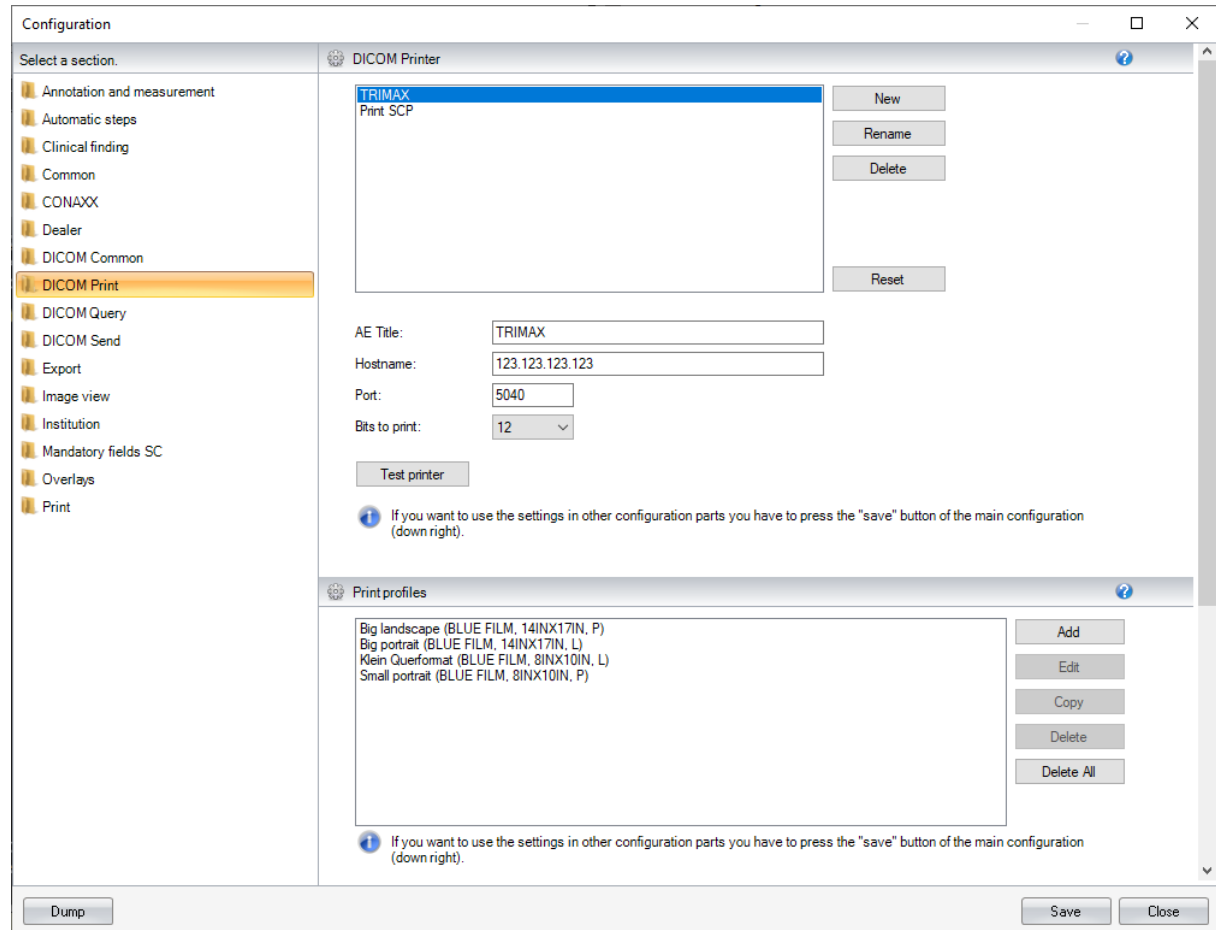 Configuration
Select a section.
Annotation and measurement
Automatic steps
Clinical finding
Common
CONAXX
Dealer
DICOM Common
DICOM Print
DICOM Query
DICOM Send
Export
Image view
Institution
Mandatory fields SC
Overlays
Print
DICOM Printer
TRIMAX
Print SCP
New
Rename
Delete
Reset
AE Title: TRIMAX
Hostname: 123.123.123.123
Port: 5040
Bits to print: 12
Test printer
If you want to use the settings in other configuration parts you have to press the "save" button of the main configuration
(down right).
Print profiles
Big landscape (BLUE FILM, 14INX17IN, P)
Big portrait (BLUE FILM, 14INX17IN, L)
Klein Querformat (BLUE FILM, 8INX10IN, L)
Small portrait (BLUE FILM, 8INX10IN, P)
Add
Edit
Copy
Delete
Delete All
If you want to use the settings in other configuration parts you have to press the "save" button of the main configuration
(down right).
Dump
Save
Close